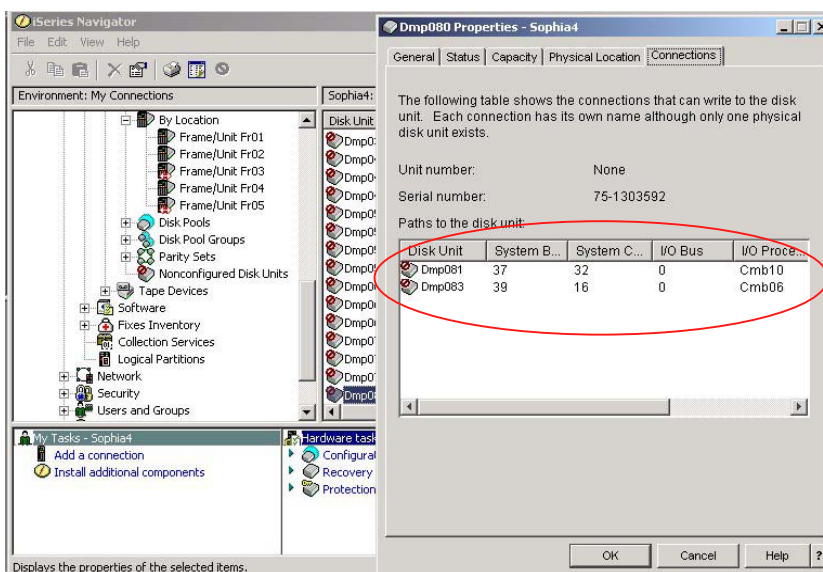 iSeries Navigator
File Edit View Help
Environment: My Connections
Sophia4:
By Location
Frame/Unit Fr01
Frame/Unit Fr02
Frame/Unit Fr03
Frame/Unit Fr04
Frame/Unit Fr05
Disk Pools
Disk Pool Groups
Parity Sets
Nonconfigured Disk Units
Tape Devices
Software
Fixes Inventory
Collection Services
Logical Partitions
Network
Security
Users and Groups
Disk Unit
My Tasks - Sophia4
Add a connection
Install additional components
Hardware task
Configura
Recovery
Protection
Displays the properties of the selected items.
Dmp080 Properties - Sophia4
General Status Capacity Physical Location Connections
The following table shows the connections that can write to the disk
unit. Each connection has its own name although only one physical
disk unit exists.
Unit number: None
Serial number: 75-1303592
Paths to the disk unit:
Disk Unit System B... System C... I/O Bus I/O Proce...
Dmp081 37 32 0 Cmb10
Dmp083 39 16 0 Cmb06
OK Cancel Help ?